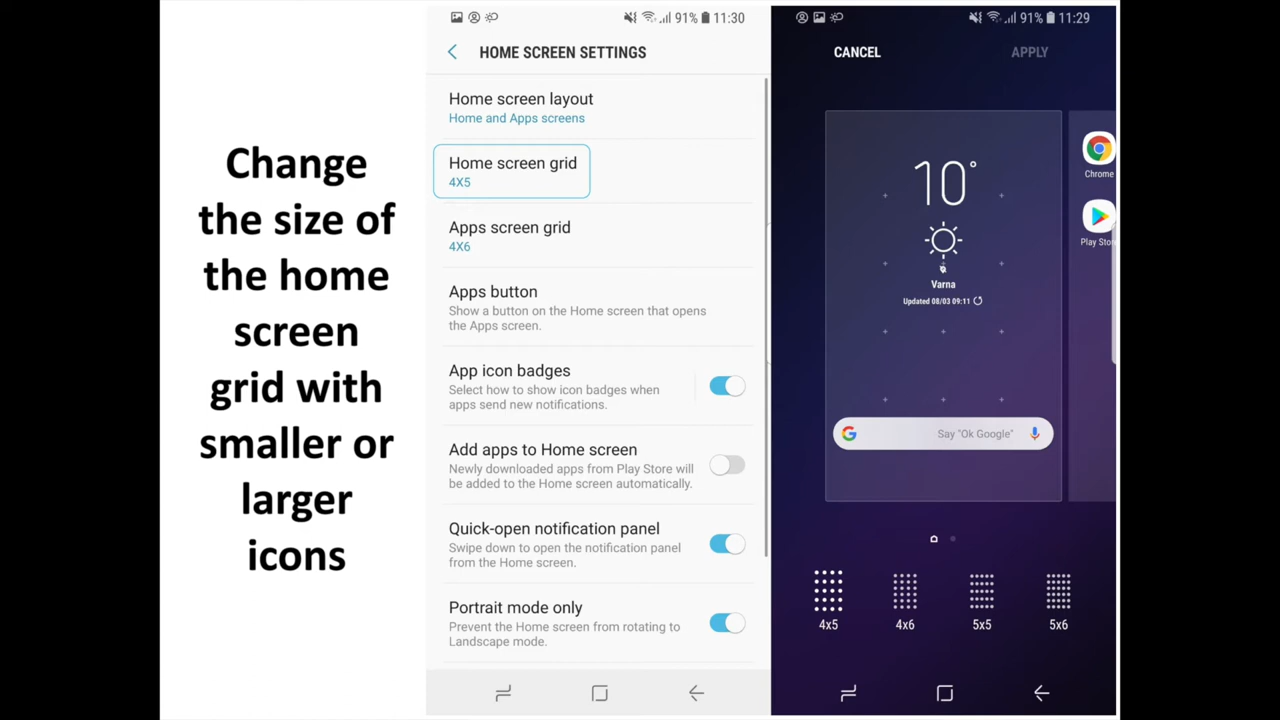 Change
the size of
the home
screen
grid with
smaller or
larger
icons
91% 11:30
HOME SCREEN SETTINGS
Home screen layout
Home and Apps screens
Home screen grid
4X5
Apps screen grid
4X6
Apps button
Show a button on the Home screen that opens
the Apps screen.
App icon badges
Select how to show icon badges when
apps send new notifications.
Add apps to Home screen
Newly downloaded apps from Play Store will
be added to the Home screen automatically.
Quick-open notification panel
Swipe down to open the notification panel
from the Home screen.
Portrait mode only
Prevent the Home screen from rotating to
Landscape mode.
91% 11:29
CANCEL APPLY
10°
Varna
Updated 08/03 09:11
Chrome
Play Stor
Say "Ok Google"
4x5 4x6 5x5 5x6